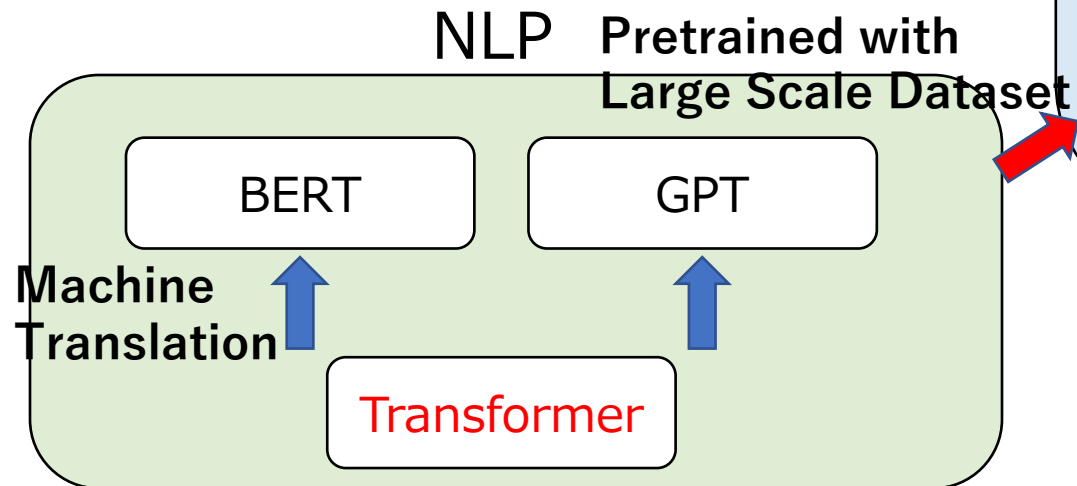 NLP
Pretrained with
Large Scale Dataset
BERT
GPT
Machine
Translation
Transformer